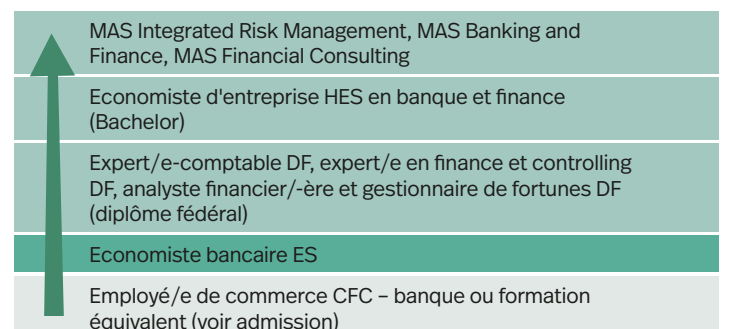 MAS Integrated Risk Management, MAS Banking and
Finance, MAS Financial Consulting
Economiste d'entreprise HES en banque et finance
(Bachelor)
Expert/e-comptable DF, expert/e en finance et controlling
DF, analyste financier/-ère et gestionnaire de fortunes DF
(diplôme fédéral)
Economiste bancaire ES
Employé/e de commerce CFC – banque ou formation
équivalent (voir admission)